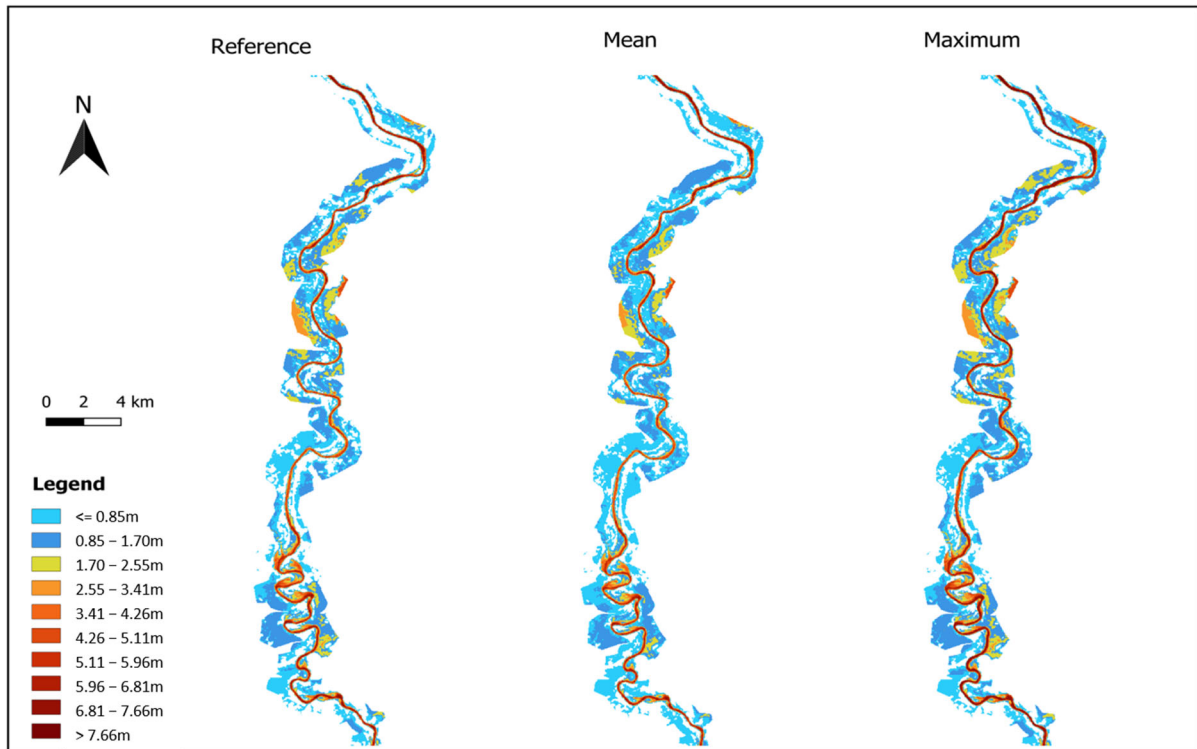 Reference
Mean
Maximum
N
0 2 4 km
Legend
<= 0.85m
0.85 – 1.70m
1.70 – 2.55m
2.55 – 3.41m
3.41 – 4.26m
4.26 – 5.11m
5.11 – 5.96m
5.96 – 6.81m
6.81 – 7.66m
> 7.66m